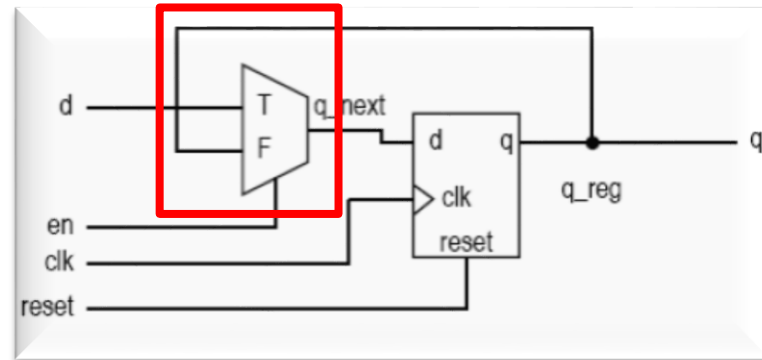 d
T
q_next
F
d
q
q
clk
q_reg
en
reset
clk
reset